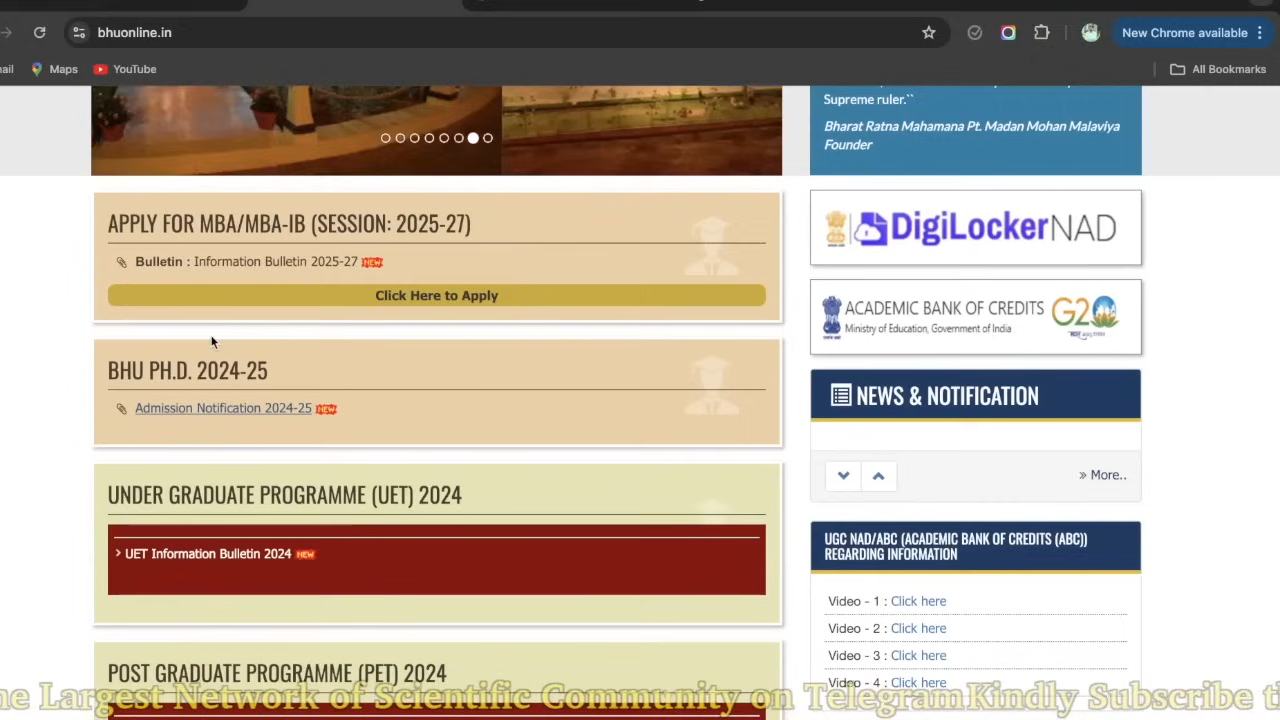 bhuonline.in
New Chrome available
ail
Maps
YouTube
All Bookmarks
Supreme ruler.``
Bharat Ratna Mahamana Pt. Madan Mohan Malaviya
Founder
APPLY FOR MBA/MBA-IB (SESSION: 2025-27)
Bulletin : Information Bulletin 2025-27 NEW
Click Here to Apply
BHU PH.D. 2024-25
Admission Notification 2024-25 NEW
UNDER GRADUATE PROGRAMME (UET) 2024
UET Information Bulletin 2024 NEW
POST GRADUATE PROGRAMME (PET) 2024
DigiLockerNAD
ACADEMIC BANK OF CREDITS
Ministry of Education, Government of India
G20
NEWS & NOTIFICATION
» More..
UGC NAD/ABC (ACADEMIC BANK OF CREDITS (ABC))
REGARDING INFORMATION
Video - 1 : Click here
Video - 2 : Click here
Video - 3 : Click here
Video - 4 : Click here
he Largest Network of Scientific Community on Telegram Kindly Subscribe t